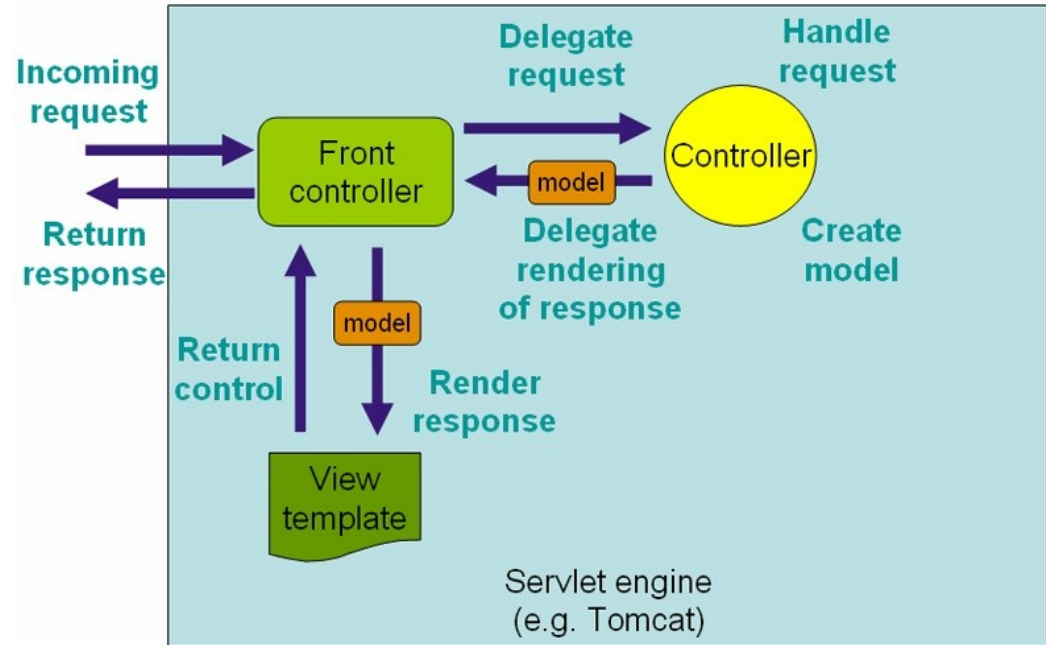 Incoming
request
Return
response
Front
controller
Delegate
request
Handle
request
Controller
model
Delegate
rendering
of response
Create
model
model
Return
control
Render
response
View
template
Servlet engine
(e.g. Tomcat)